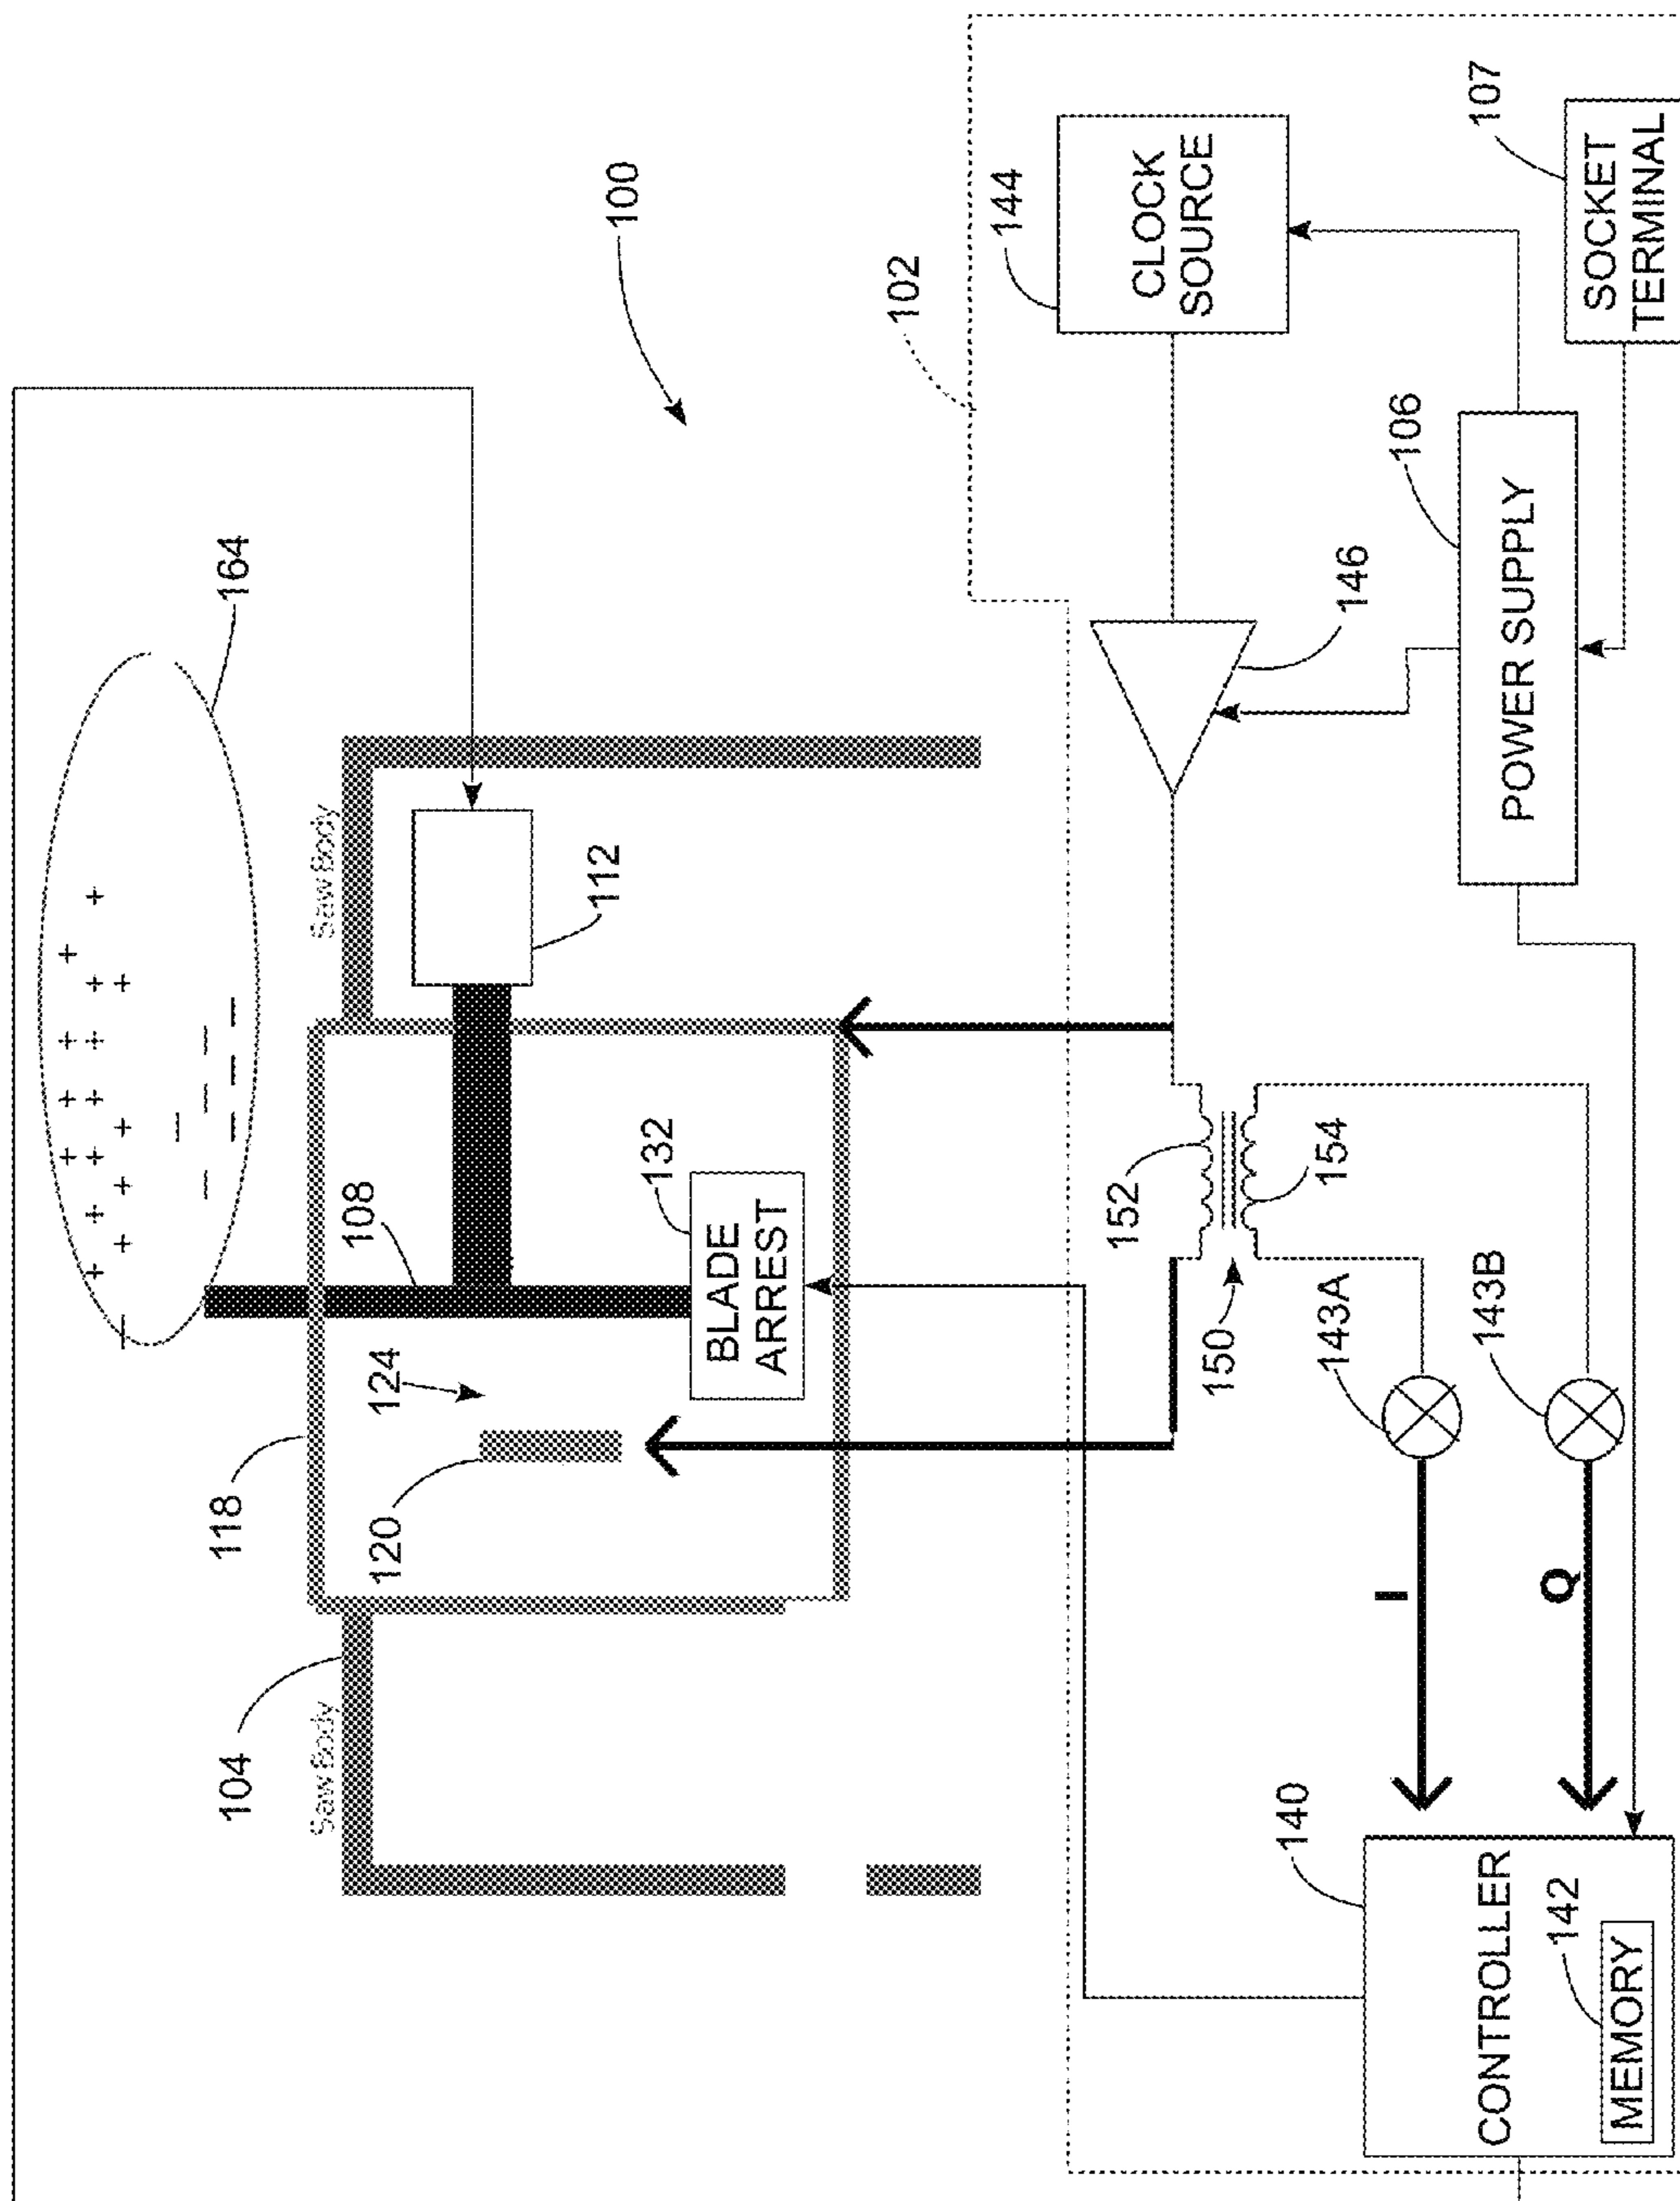 100
164
Saw Body
112
108
118
124
120
132
BLADE
ARREST
104
Saw Body
102
144
CLOCK
SOURCE
107
SOCKET
TERMINAL
106
POWER SUPPLY
146
152
154
150
143A
143B
I
Q
140
CONTROLLER
142
MEMORY